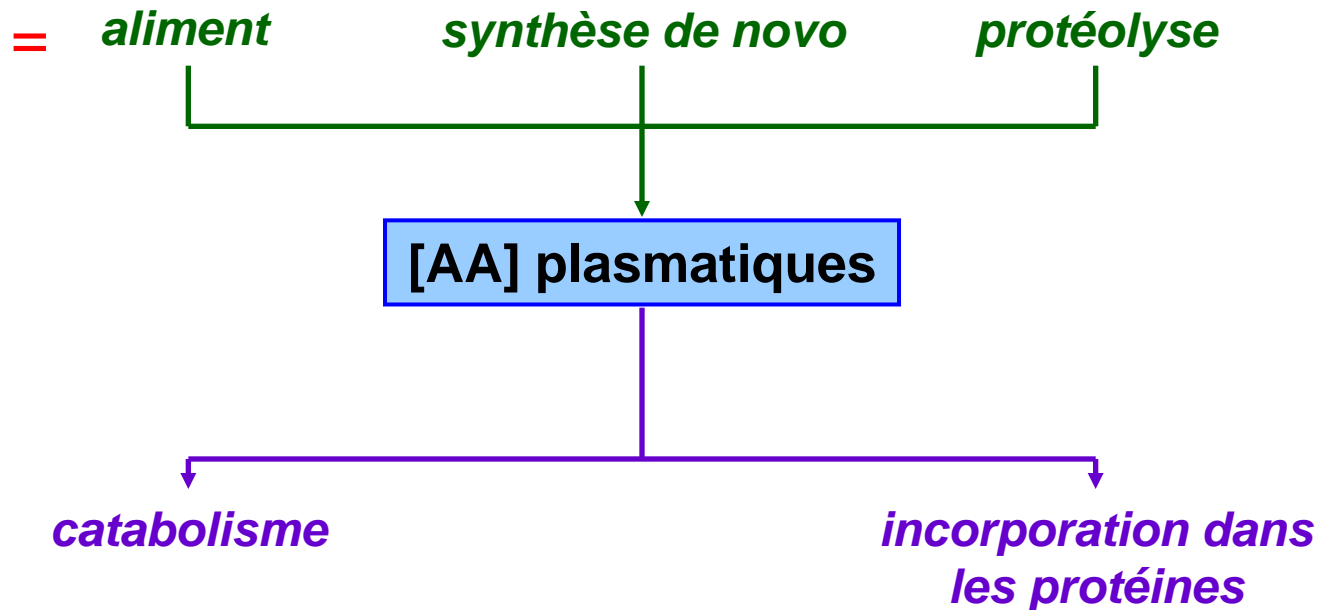 = aliment synthèse de novo protéolyse
[AA] plasmatiques
catabolisme incorporation dans
les protéines